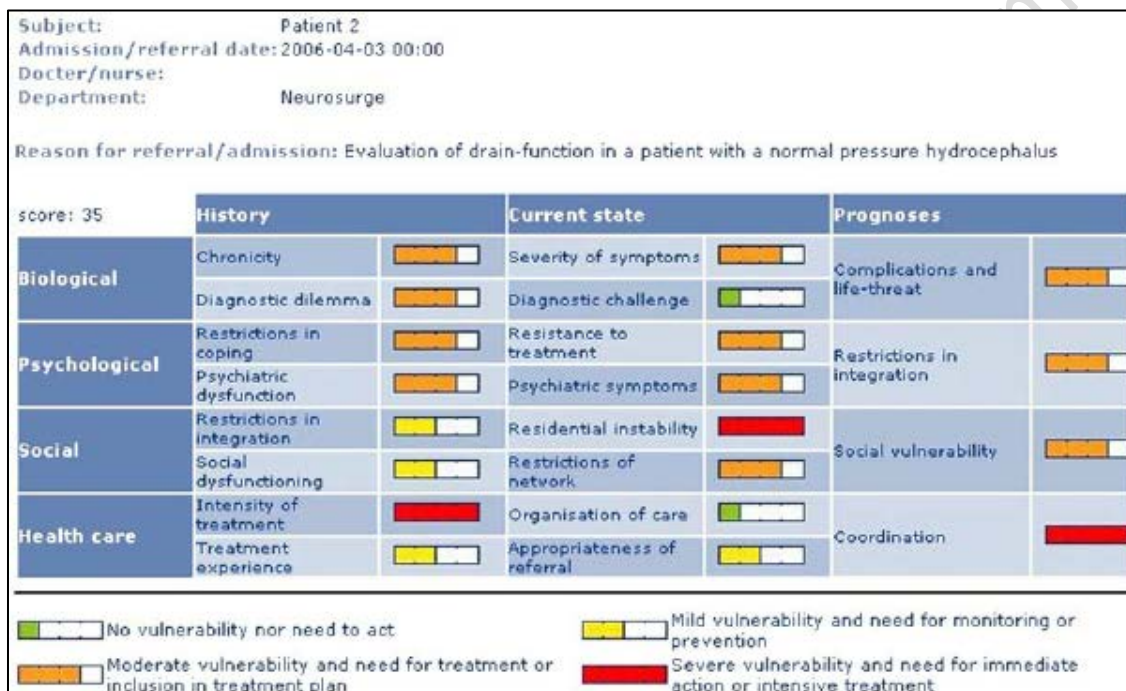 Subject: Patient 2
Admission/referral date: 2006-04-03 00:00
Docter/nurse:
Department: Neurosurge
Reason for referral/admission: Evaluation of drain-function in a patient with a normal pressure hydrocephalus
score: 35 History Current state Prognoses
Biological
Chronicity
Severity of symptoms
Complications and
life-threat
Diagnostic dilemma
Diagnostic challenge
Psychological
Restrictions in
coping
Resistance to
treatment
Restrictions in
integration
Psychiatric
dysfunction
Psychiatric symptoms
Social
Restrictions in
integration
Residential instability
Social vulnerability
Social
dysfunctioning
Restrictions of
network
Health care
Intensity of
treatment
Organisation of care
Coordination
Treatment
experience
Appropriateness of
referral
No vulnerability nor need to act
Mild vulnerability and need for monitoring or
prevention
Moderate vulnerability and need for treatment or
inclusion in treatment plan
Severe vulnerability and need for immediate
action or intensive treatment